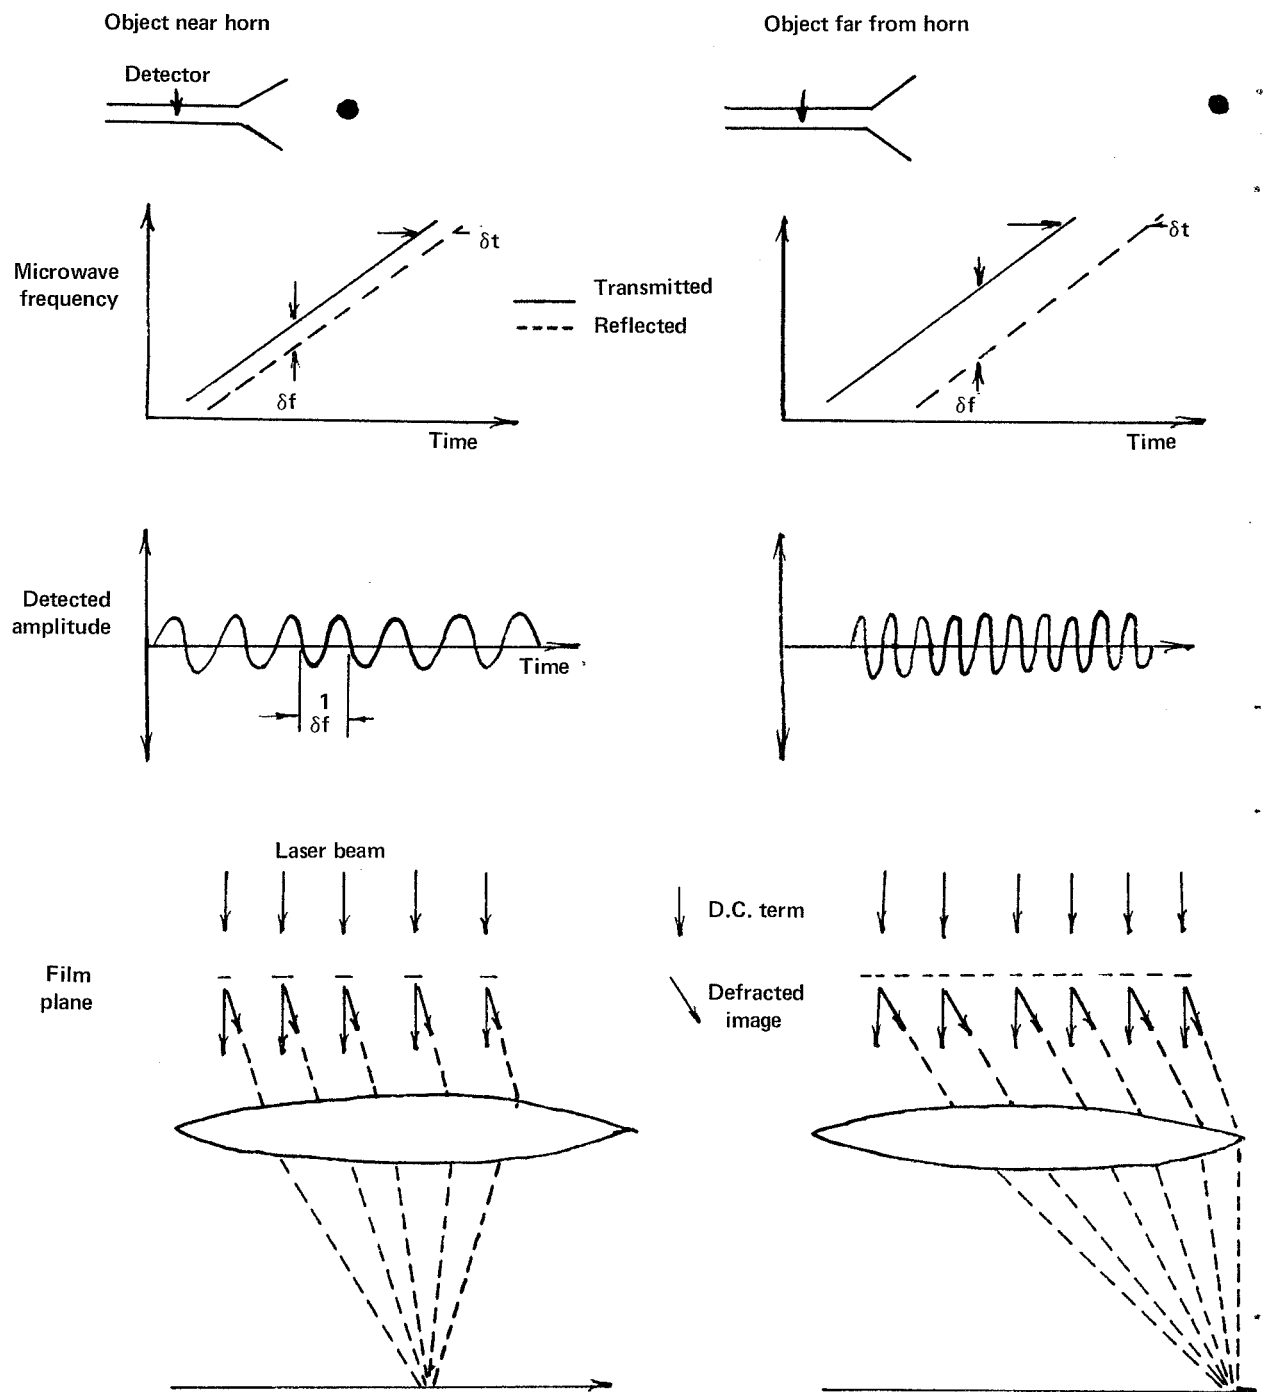 Object near horn
Object far from horn
Detector
Microwave
frequency
δt
δf
Time
Transmitted
Reflected
δt
δf
Time
Detected
amplitude
Time
1
δf
Laser beam
D.C. term
Film
plane
Defracted
image